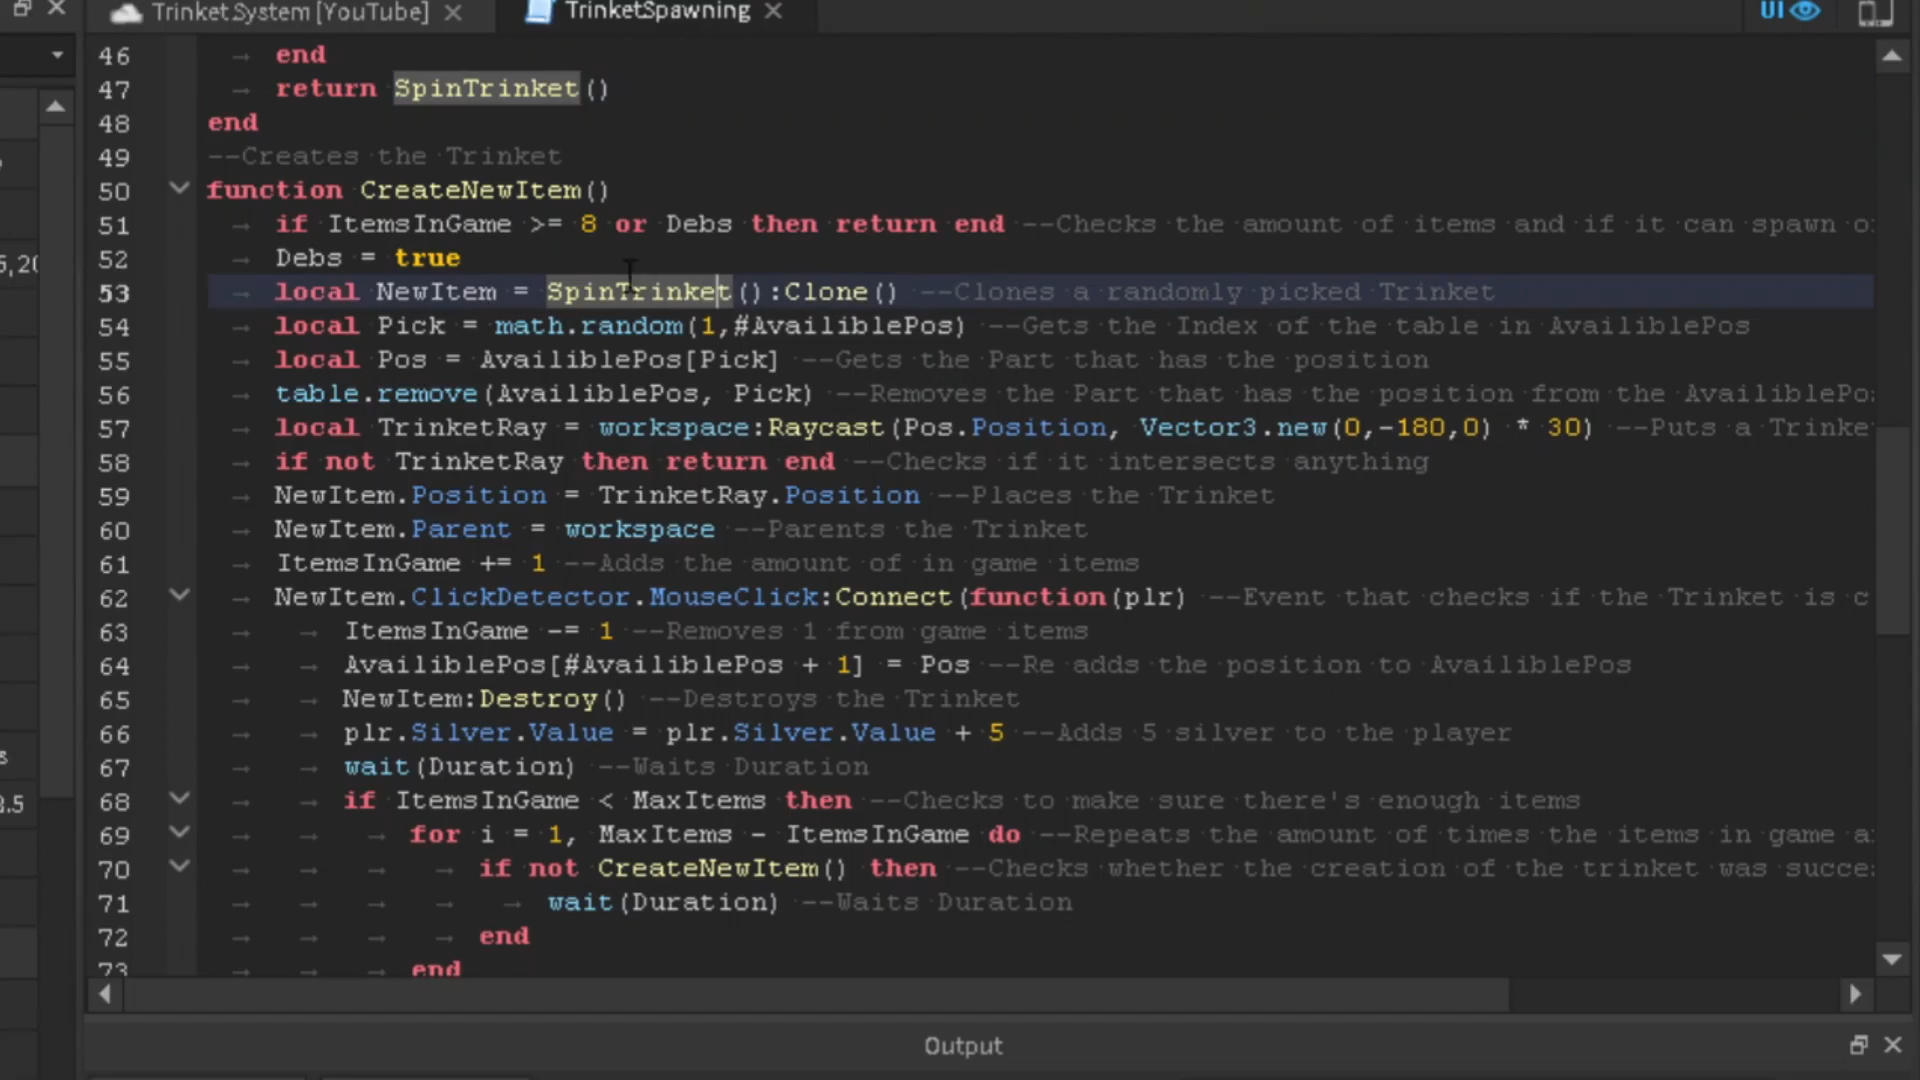 Trinket.System [YouTube]
TrinketSpawning
UI
46 end
47 return SpinTrinket()
48 end
49 --Creates the Trinket
50 function CreateNewItem()
51 if ItemsInGame >= 8 or Debs then return end --Checks the amount of items and if it can spawn
52 Debs = true
53 local NewItem = SpinTrinket():Clone() --Clones a randomly picked Trinket
54 local Pick = math.random(1,#AvailiblePos) --Gets the Index of the table in AvailiblePos
55 local Pos = AvailiblePos[Pick] --Gets the Part that has the position
56 table.remove(AvailiblePos, Pick) --Removes the Part that has the position from the AvailiblePo
57 local TrinketRay = workspace:Raycast(Pos.Position, Vector3.new(0,-180,0) * 30) --Puts a Trinke
58 if not TrinketRay then return end --Checks if it intersects anything
59 NewItem.Position = TrinketRay.Position --Places the Trinket
60 NewItem.Parent = workspace --Parents the Trinket
61 ItemsInGame += 1 --Adds the amount of in game items
62 NewItem.ClickDetector.MouseClick:Connect(function(plr) --Event that checks if the Trinket is c
63 ItemsInGame -= 1 --Removes 1 from game items
64 AvailiblePos[#AvailiblePos + 1] = Pos --Re adds the position to AvailiblePos
65 NewItem:Destroy() --Destroys the Trinket
66 plr.Silver.Value = plr.Silver.Value + 5 --Adds 5 silver to the player
67 wait(Duration) --Waits Duration
68 if ItemsInGame < MaxItems then --Checks to make sure there's enough items
69 for i = 1, MaxItems - ItemsInGame do --Repeats the amount of times the items in game a
70 if not CreateNewItem() then --Checks whether the creation of the trinket was succe
71 wait(Duration) --Waits Duration
72 end
73 end
Output